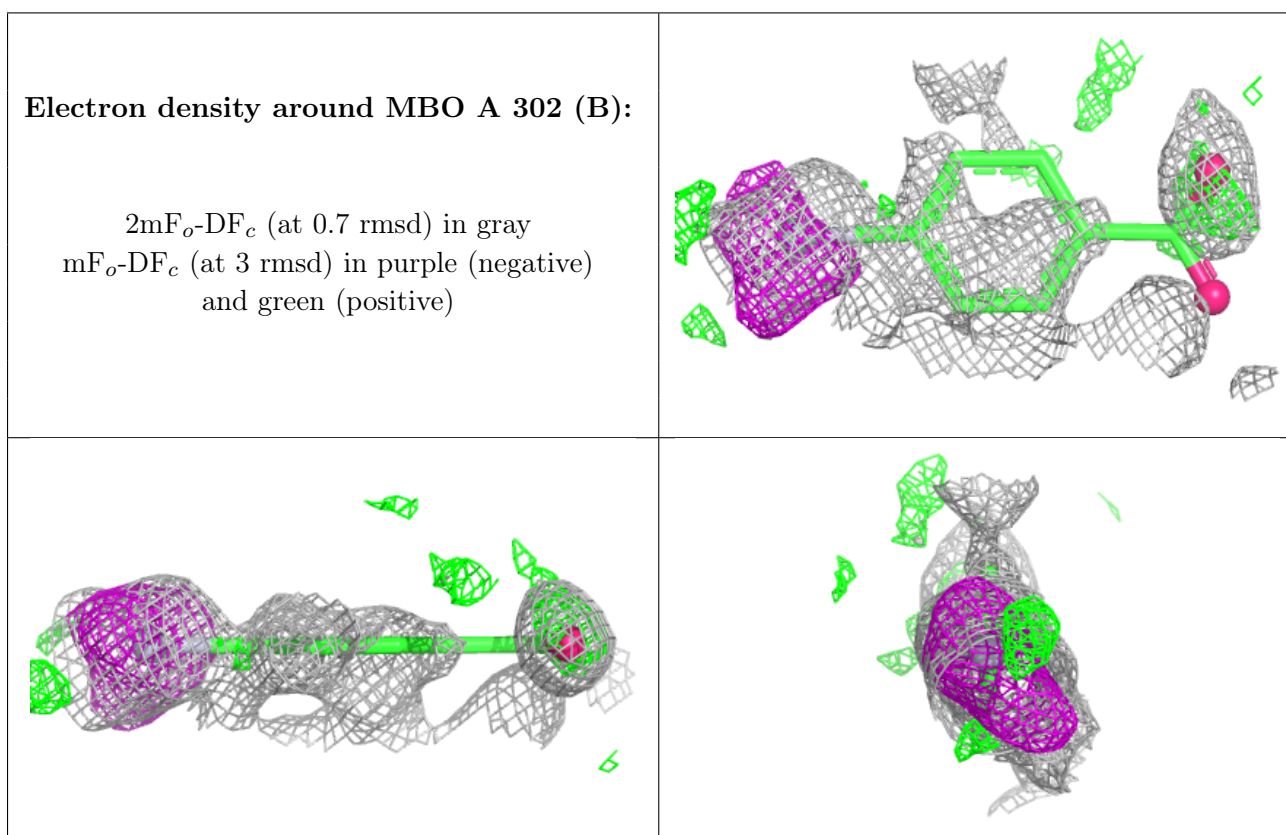 Electron density around MBO A 302 (B):
2mFo-DFc (at 0.7 rmsd) in gray
mFo-DFc (at 3 rmsd) in purple (negative)
and green (positive)